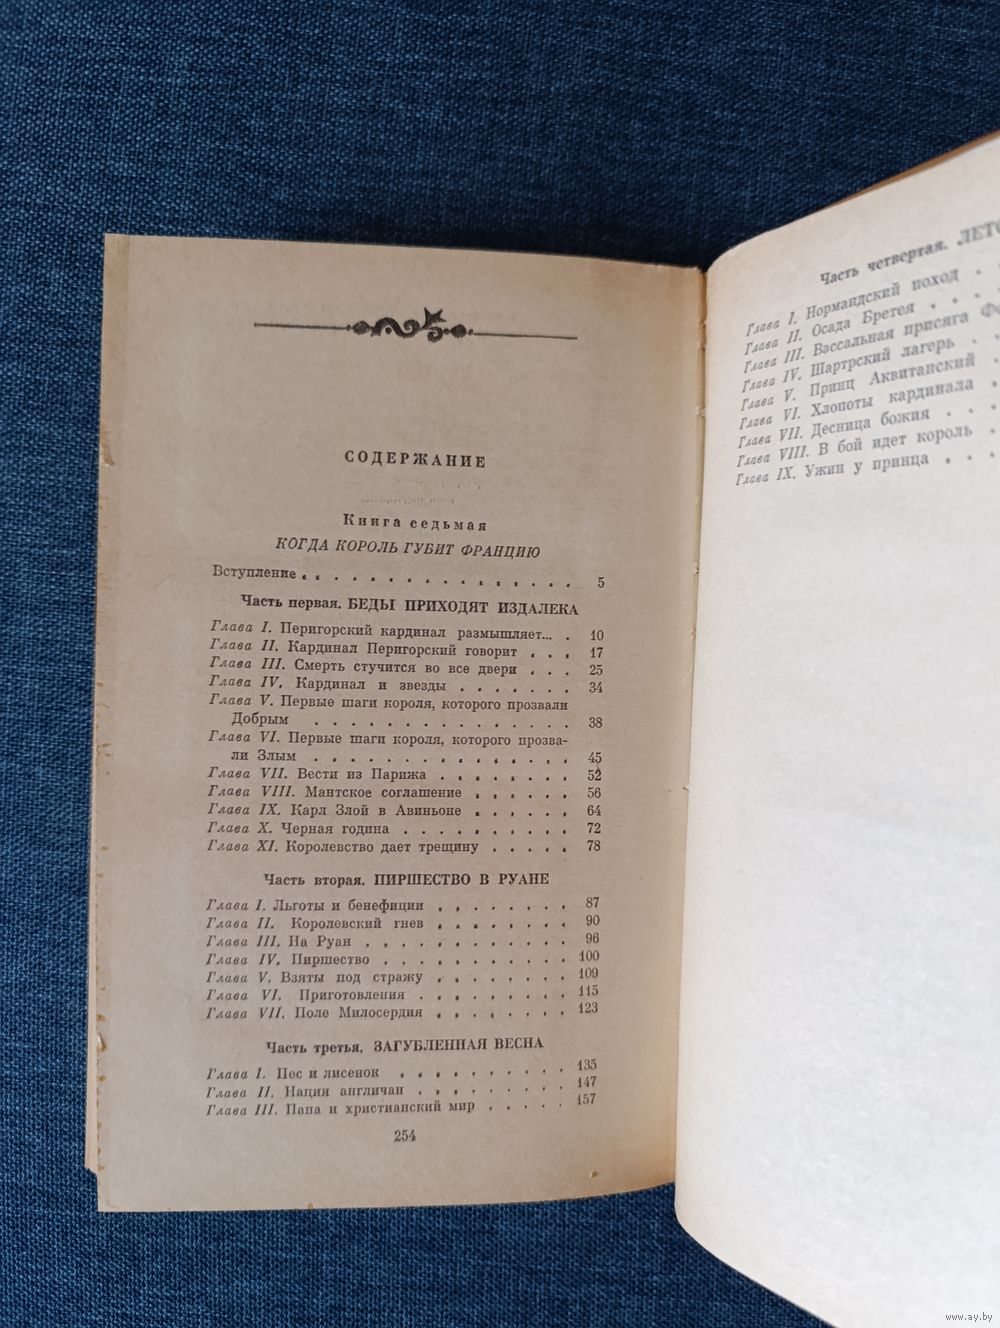 СОДЕРЖАНИЕ
Книга седьмая
КОГДА КОРОЛЬ ГУБИТ ФРАНЦИЮ
Вступление . . . . . . . . . . . . . . . . 5
Часть первая. БЕДЫ ПРИХОДЯТ ИЗДАЛЕКА
Глава I. Перигорский кардинал размышляет... . 10
Глава II. Кардинал Перигорский говорит . . . 17
Глава III. Смерть стучится во все двери . . . 25
Глава IV. Кардинал и звезды . . . . . . . 34
Глава V. Первые шаги короля, которого прозвали
Добрым . . . . . . . . . . . . . . . 38
Глава VI. Первые шаги короля, которого прозва-
ли Злым . . . . . . . . . . . . . . . 45
Глава VII. Вести из Парижа . . . . . . . . 52
Глава VIII. Мантское соглашение . . . . . . 56
Глава IX. Карл Злой в Авиньоне . . . . . . 64
Глава X. Черная година . . . . . . . . . . 72
Глава XI. Королевство дает трещину . . . . . 78
Часть вторая. ПИРШЕСТВО В РУАНЕ
Глава I. Льготы и бенефиции . . . . . . . . 87
Глава II. Королевский гнев . . . . . . . . 90
Глава III. На Руан . . . . . . . . . . . . 96
Глава IV. Пиршество . . . . . . . . . . . 100
Глава V. Взяты под стражу . . . . . . . . 109
Глава VI. Приготовления . . . . . . . . . 115
Глава VII. Поле Милосердия . . . . . . . . 123
Часть третья. ЗАГУБЛЕННАЯ ВЕСНА
Глава I. Пес и лисенок . . . . . . . . . . 135
Глава II. Нация англичан . . . . . . . . . 147
Глава III. Папа и христианский мир . . . . . 157
254
Часть четвертая.
Глава I. Нормандский поход . .
Глава II. Осада Бретея . . . .
Глава III. Вассальная присяга
Глава IV. Шартрский лагерь . .
Глава V. Принц Аквитанский . .
Глава VI. Хлопоты кардинала .
Глава VII. Десница божия . . .
Глава VIII. В бой идет король .
Глава IX. Ужин у принца . . .
www.ay.by